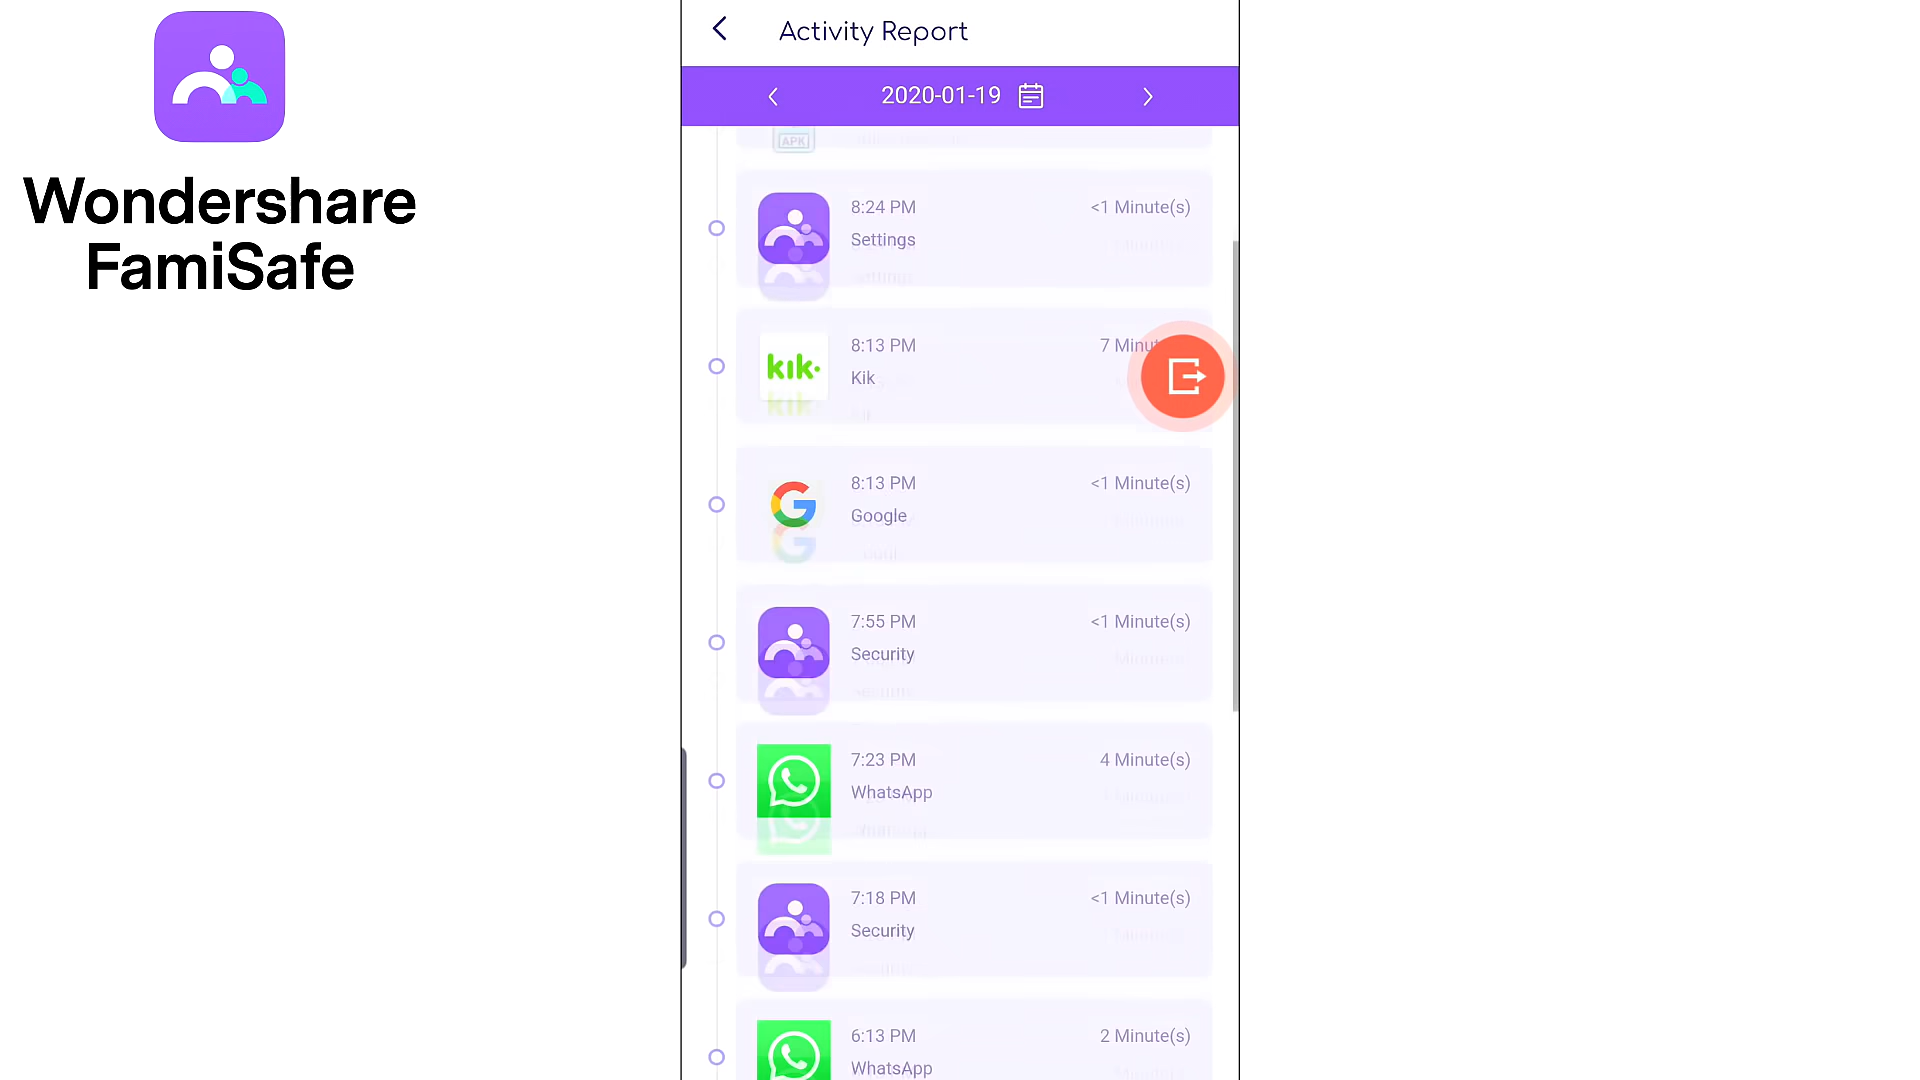 Wondershare
FamiSafe
Activity Report
2020-01-19
APK
8:24 PM
<1 Minute(s)
Settings
kik.
8:13 PM
7
Kik
8:13 PM
<1 Minute(s)
Google
7:55 PM
<1 Minute(s)
Security
7:23 PM
4 Minute(s)
WhatsApp
7:18 PM
<1 Minute(s)
Security
6:13 PM
2 Minute(s)
WhatsApp